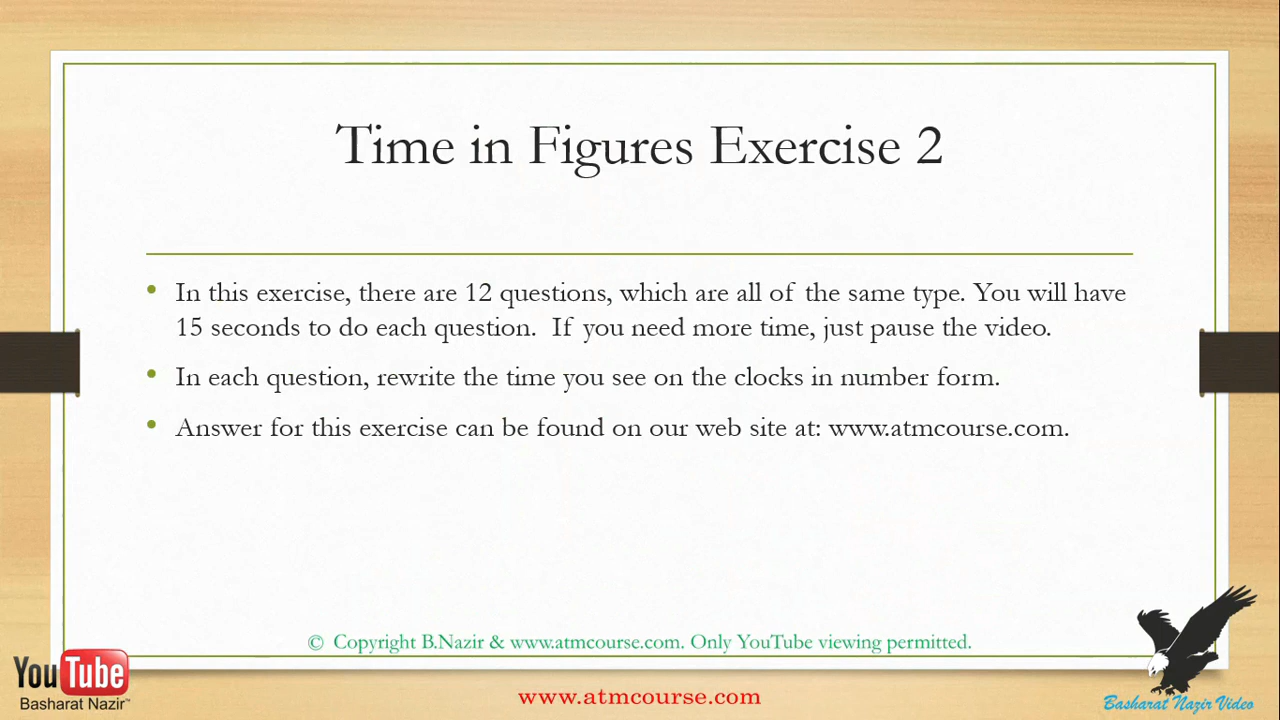 Time in Figures Exercise 2
• In this exercise, there are 12 questions, which are all of the same type. You will have
15 seconds to do each question. If you need more time, just pause the video.
• In each question, rewrite the time you see on the clocks in number form.
• Answer for this exercise can be found on our web site at: www.atmcourse.com.
© Copyright B.Nazir & www.atmcourse.com. Only YouTube viewing permitted.
YouTube
Basharat Nazir™
www.atmcourse.com
Basharat Nazir Video